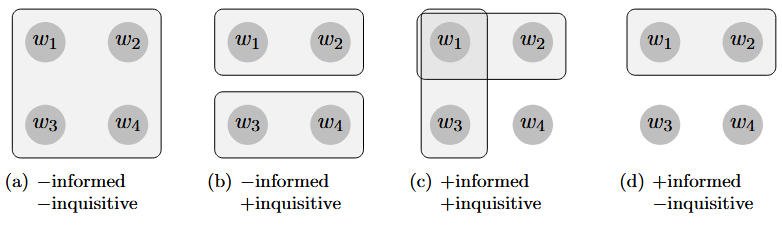 w1 w2 w1 w2 w1 w2 w1 w2
w3 w4 w3 w4 w3 w4 w3 w4
(a) −informed (b) −informed (c) +informed (d) +informed
−inquisitive +inquisitive +inquisitive −inquisitive